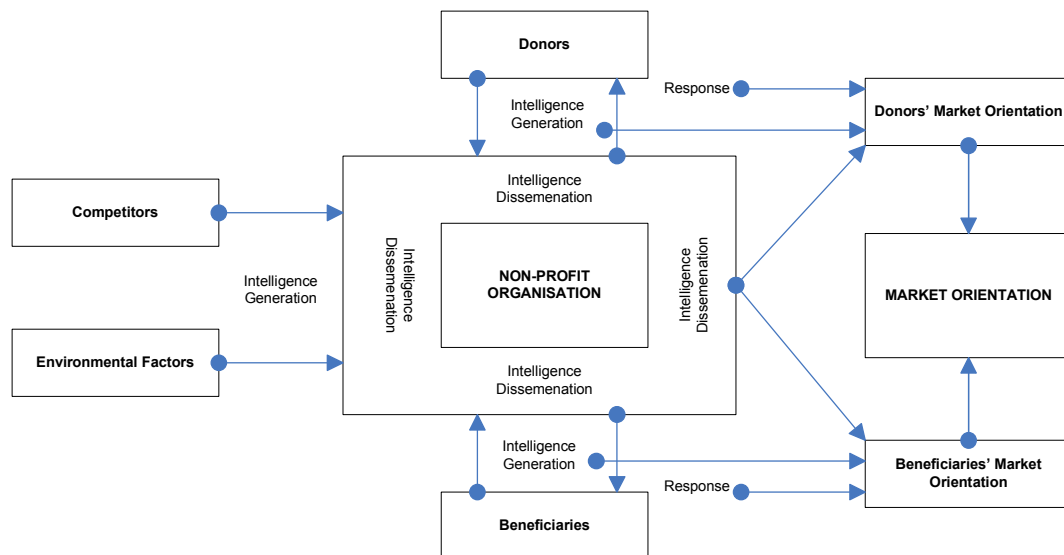 Donors
Response
Intelligence
Generation
Donors' Market Orientation
Intelligence
Dissemenation
Competitors
Intelligence
Generation
Environmental Factors
Intelligence
Dissemenation
NON-PROFIT
ORGANISATION
Intelligence
Dissemenation
MARKET ORIENTATION
Intelligence
Dissemenation
Intelligence
Generation
Response
Beneficiaries' Market
Orientation
Beneficiaries